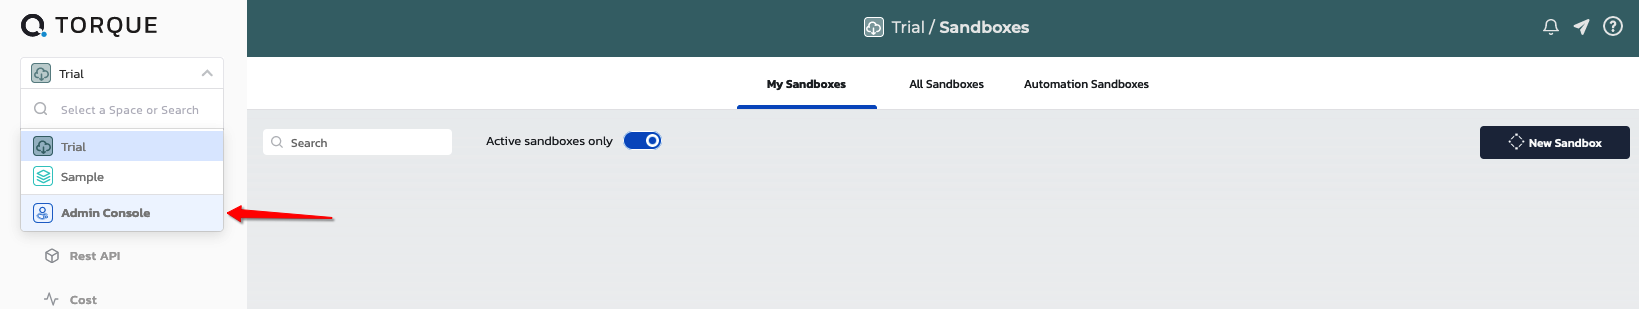 TORQUE
Trial
Select a Space or Search
Trial
Sample
Admin Console
Rest API
Cost
Trial / Sandboxes
My Sandboxes
All Sandboxes
Automation Sandboxes
Search
Active sandboxes only
New Sandbox